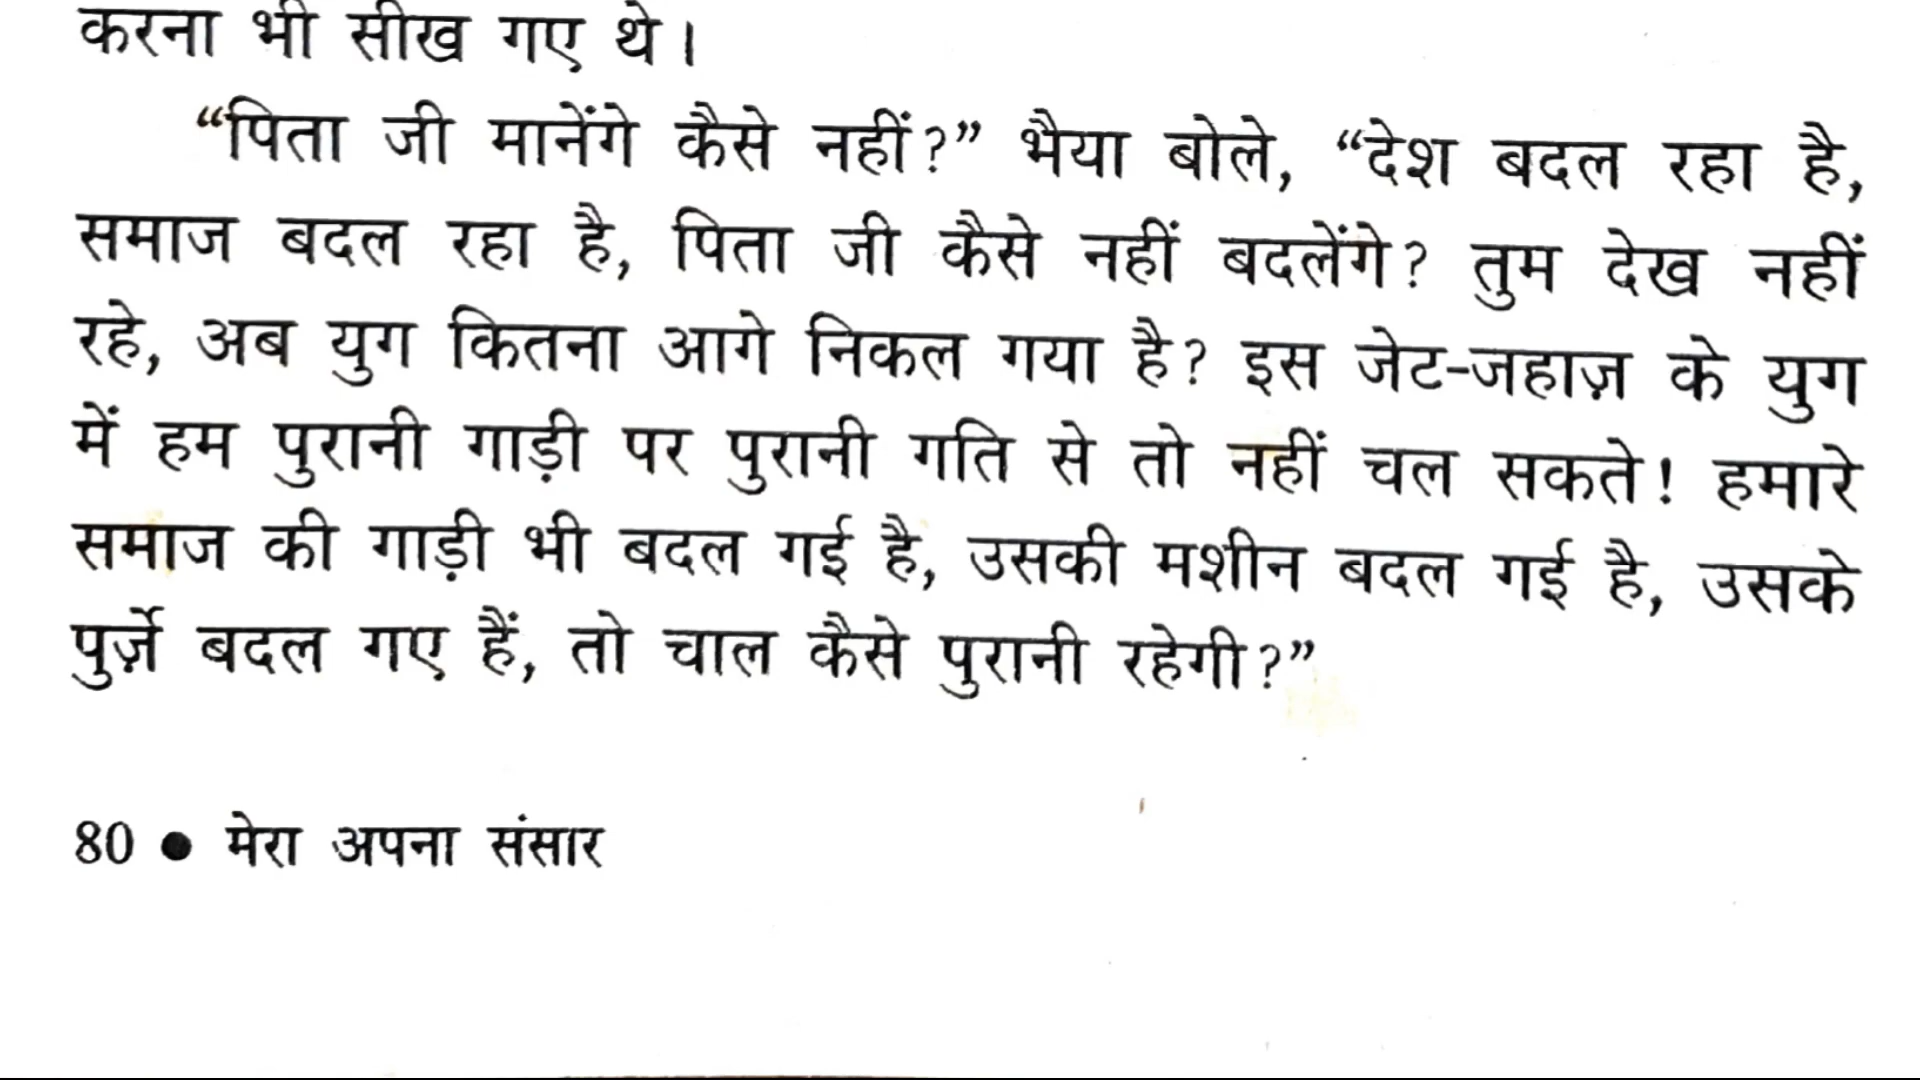 करना भी सीख गए थे।
“पिता जी मानेंगे कैसे नहीं?” भैया बोले, “देश बदल रहा है,
समाज बदल रहा है, पिता जी कैसे नहीं बदलेंगे? तुम देख नहीं
रहे, अब युग कितना आगे निकल गया है? इस जेट-जहाज़ के युग
में हम पुरानी गाड़ी पर पुरानी गति से तो नहीं चल सकते! हमारे
समाज की गाड़ी भी बदल गई है, उसकी मशीन बदल गई है, उसके
पुर्ज़े बदल गए हैं, तो चाल कैसे पुरानी रहेगी?”
80 ● मेरा अपना संसार